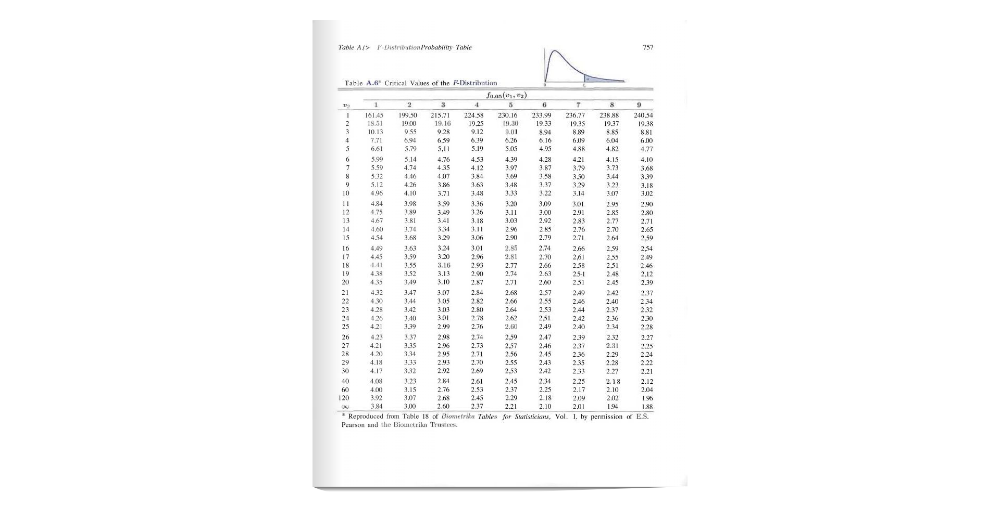 Table A.(> F-DistributionProbability Table 757
Table A.6* Critical Values of the F-Distribution
f0.05(v1, v2)
v2 1 2 3 4 5 6 7 8 9
1 161.45 199.50 215.71 224.58 230.16 233.99 236.77 238.88 240.54
2 18.51 19.00 19.16 19.25 19.30 19.33 19.35 19.37 19.38
3 10.13 9.55 9.28 9.12 9.01 8.94 8.89 8.85 8.81
4 7.71 6.94 6.59 6.39 6.26 6.16 6.09 6.04 6.00
5 6.61 5.79 5,11 5.19 5.05 4.95 4.88 4.82 4.77
6 5.99 5.14 4.76 4.53 4.39 4.28 4.21 4.15 4.10
7 5.59 4.74 4.35 4.12 3.97 3.87 3.79 3.73 3.68
8 5.32 4.46 4.07 3.84 3.69 3.58 3.50 3.44 3.39
9 5.12 4.26 3.86 3.63 3.48 3.37 3.29 3.23 3.18
10 4.96 4.10 3.71 3.48 3.33 3.22 3.14 3.07 3.02
11 4.84 3.98 3.59 3.36 3.20 3.09 3.01 2.95 2.90
12 4.75 3.89 3.49 3.26 3.11 3.00 2.91 2.85 2.80
13 4.67 3.81 3.41 3.18 3.03 2.92 2.83 2.77 2.71
14 4.60 3.74 3.34 3.11 2.96 2.85 2.76 2.70 2.65
15 4.54 3.68 3.29 3.06 2.90 2.79 2.71 2.64 2,59
16 4.49 3.63 3.24 3.01 2.85 2.74 2.66 2,59 2,54
17 4.45 3.59 3.20 2.96 2.81 2.70 2,61 2,55 2.49
18 4.41 3.55 3.16 2.93 2.77 2.66 2.58 2,51 2.46
19 4.38 3.52 3.13 2.90 2.74 2.63 2.5-1 2.48 2,12
20 4.35 3.49 3.10 2.87 2.71 2.60 2.51 2.45 2.39
21 4.32 3.47 3.07 2.84 2.68 2,57 2.49 2.42 2.37
22 4.30 3.44 3.05 2.82 2.66 2,55 2.46 2.40 2.34
23 4.28 3.42 3.03 2.80 2.64 2,53 2.44 2.37 2.32
24 4.26 3.40 3.01 2.78 2.62 2,51 2.42 2.36 2.30
25 4.21 3.39 2.99 2.76 2.60 2.49 2.40 2.34 2.28
26 4.23 3.37 2.98 2.74 2,59 2.47 2.39 2.32 2.27
27 4.21 3.35 2.96 2.73 2,57 2.46 2.37 2.31 2.25
28 4.20 3.34 2.95 2.71 2.56 2.45 2.36 2.29 2.24
29 4.18 3.33 2.93 2.70 2.55 2.43 2.35 2.28 2.22
30 4.17 3.32 2.92 2.69 2,53 2.42 2.33 2.27 2.21
40 4.08 3.23 2.84 2.61 2.45 2.34 2.25 2.18 2.12
60 4.00 3.15 2.76 2.53 2.37 2.25 2.17 2.10 2.04
120 3.92 3.07 2.68 2.45 2.29 2.18 2.09 2.02 1.96
∞ 3.84 3.00 2.60 2.37 2.21 2.10 2.01 1.94 1.88
* Reproduced from Table 18 of Biometrika Tables for Statisticians, Vol. I, by permission of E.S.
Pearson and the Biometrika Trustees.